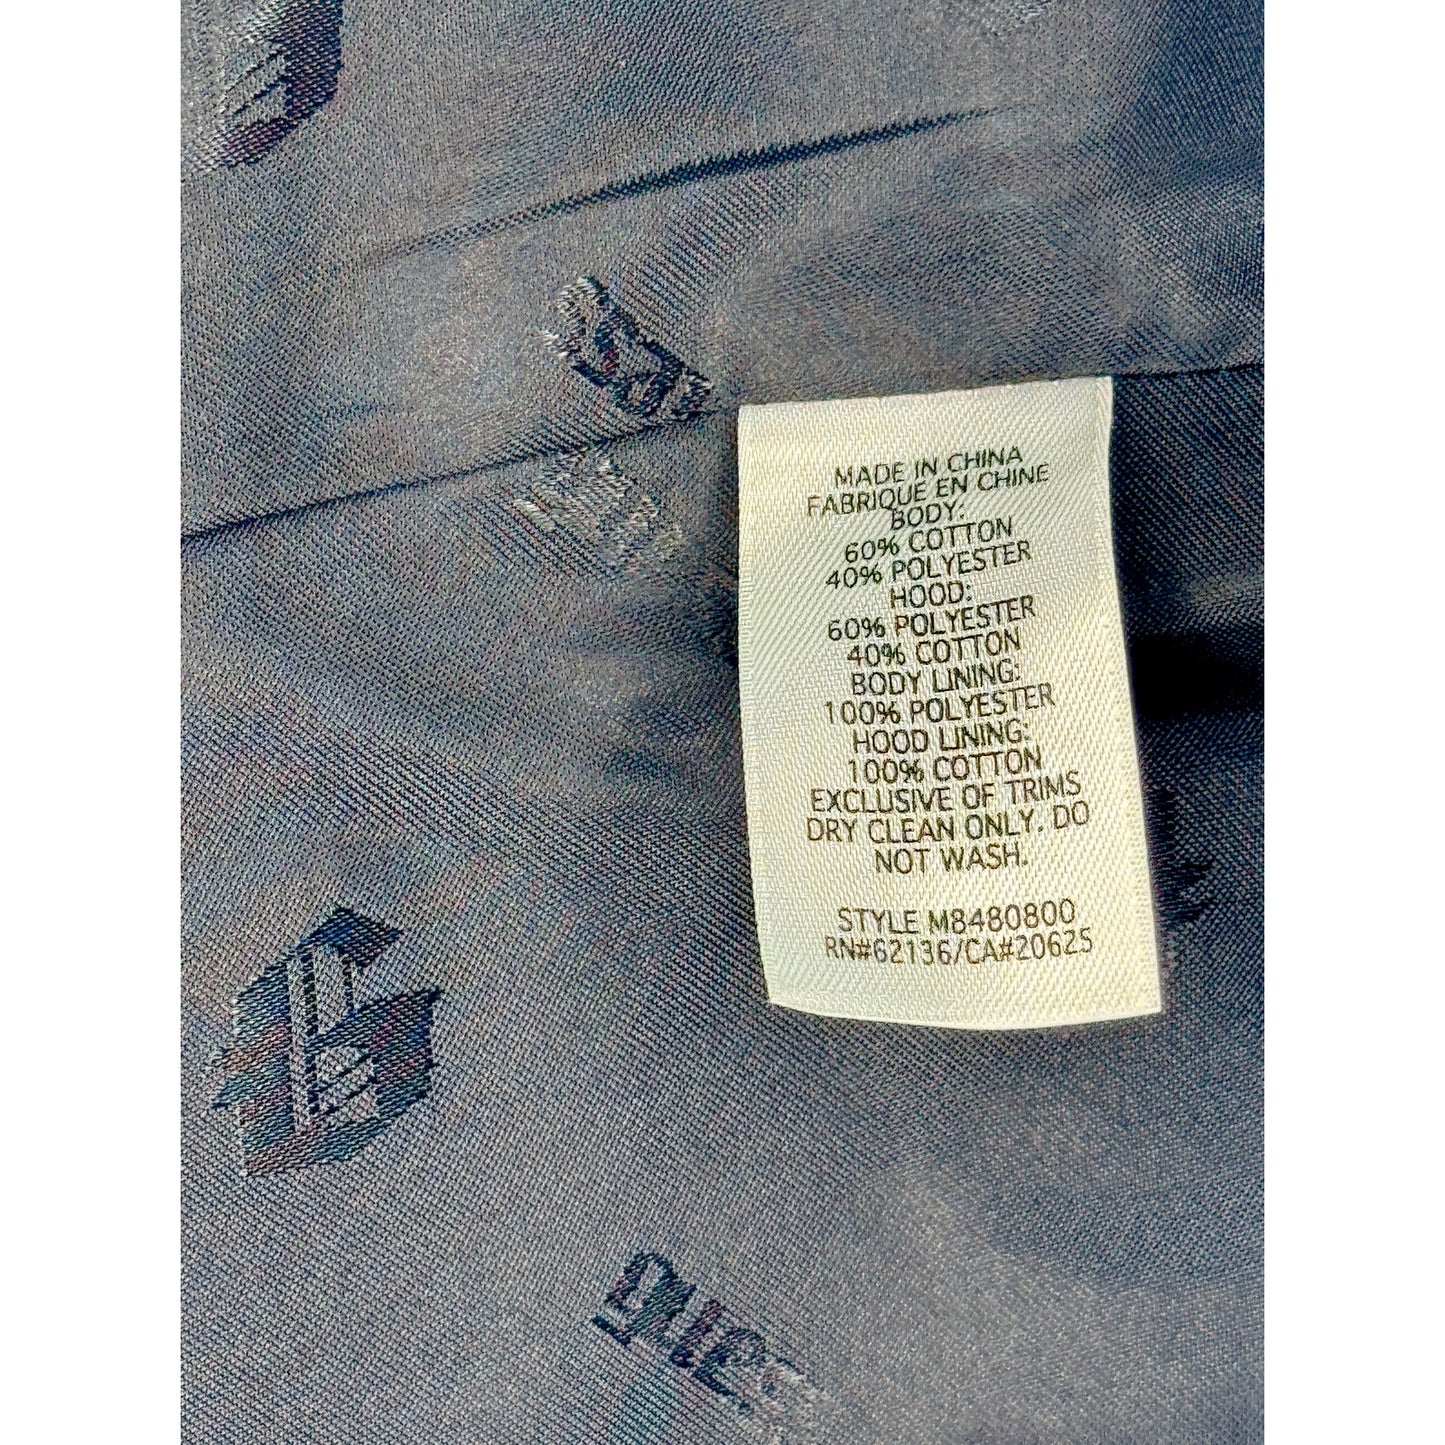 MADE IN CHINA
FABRIQUE EN CHINE
BODY:
60% COTTON
40% POLYESTER
HOOD:
60% POLYESTER
40% COTTON
BODY LINING:
100% POLYESTER
HOOD LINING:
100% COTTON
EXCLUSIVE OF TRIMS
DRY CLEAN ONLY. DO
NOT WASH.
STYLE M8480800
RN#62136/CA#20625